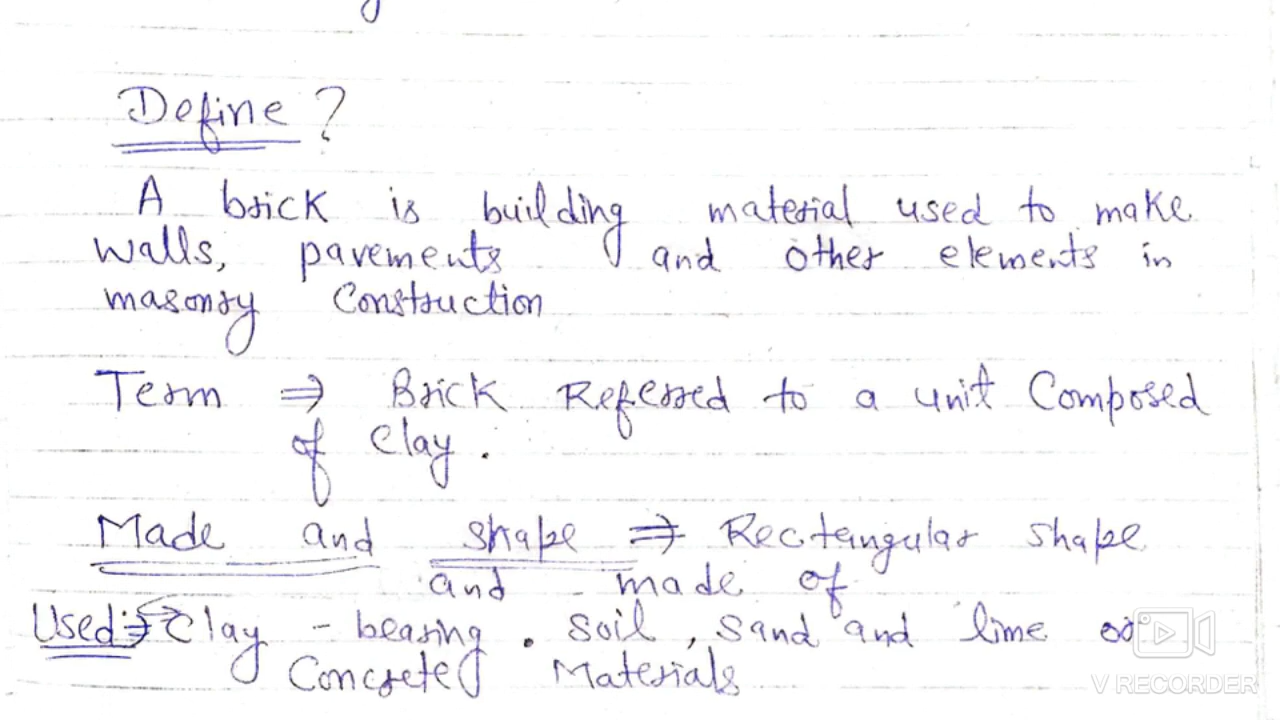 Define ?
A brick is building material used to make
walls, pavements and other elements in
masonry Construction
Term ⇒ Brick Referred to a unit Composed
of Clay.
Made and shape ⇒ Rectangular shape
and made of
Used:⇒ Clay - bearing. soil, sand and lime or
Concrete Materials
V RECORDER